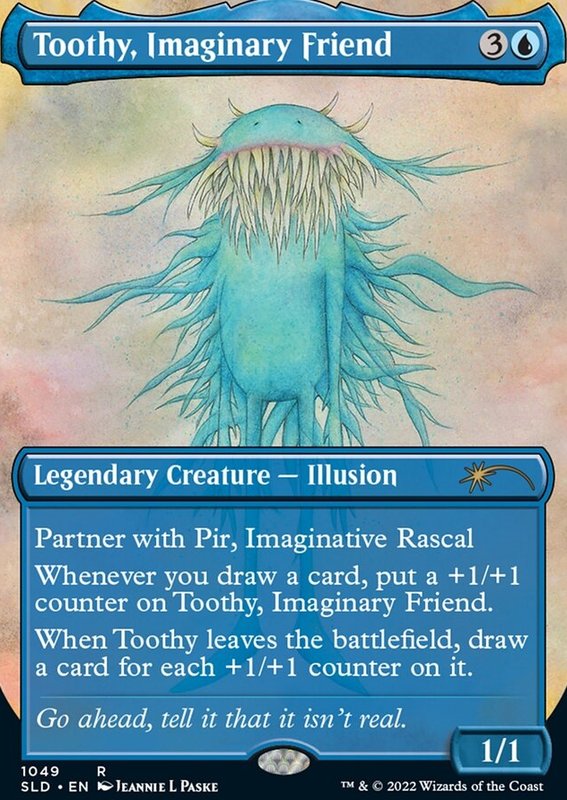 Toothy, Imaginary Friend 3
Legendary Creature — Illusion
Partner with Pir, Imaginative Rascal
Whenever you draw a card, put a +1/+1
counter on Toothy, Imaginary Friend.
When Toothy leaves the battlefield, draw
a card for each +1/+1 counter on it.
Go ahead, tell it that it isn't real.
1/1
1049 R
SLD • EN Jeannie L Paske
™ & © 2022 Wizards of the Coast